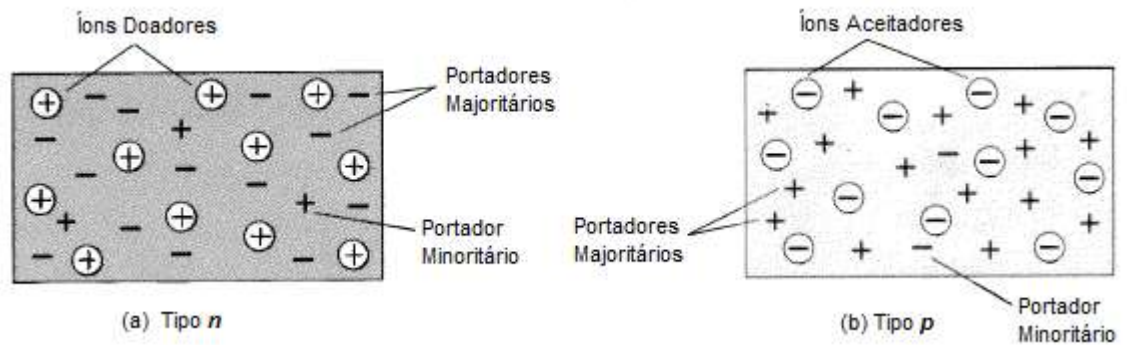 Íons Doadores
Portadores
Majoritários
Portador
Minoritário
(a) Tipo n
Íons Aceitadores
Portadores
Majoritários
Portador
Minoritário
(b) Tipo p